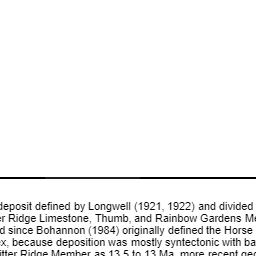 deposit defined by Longwell (1921, 1922) and divided
er Ridge Limestone, Thumb, and Rainbow Gardens Me
d since Bohannon (1984) originally defined the Horse
x, because deposition was mostly syntectonic with ba
itter Ridge Member as 13.5 to 13 Ma, more recent geo